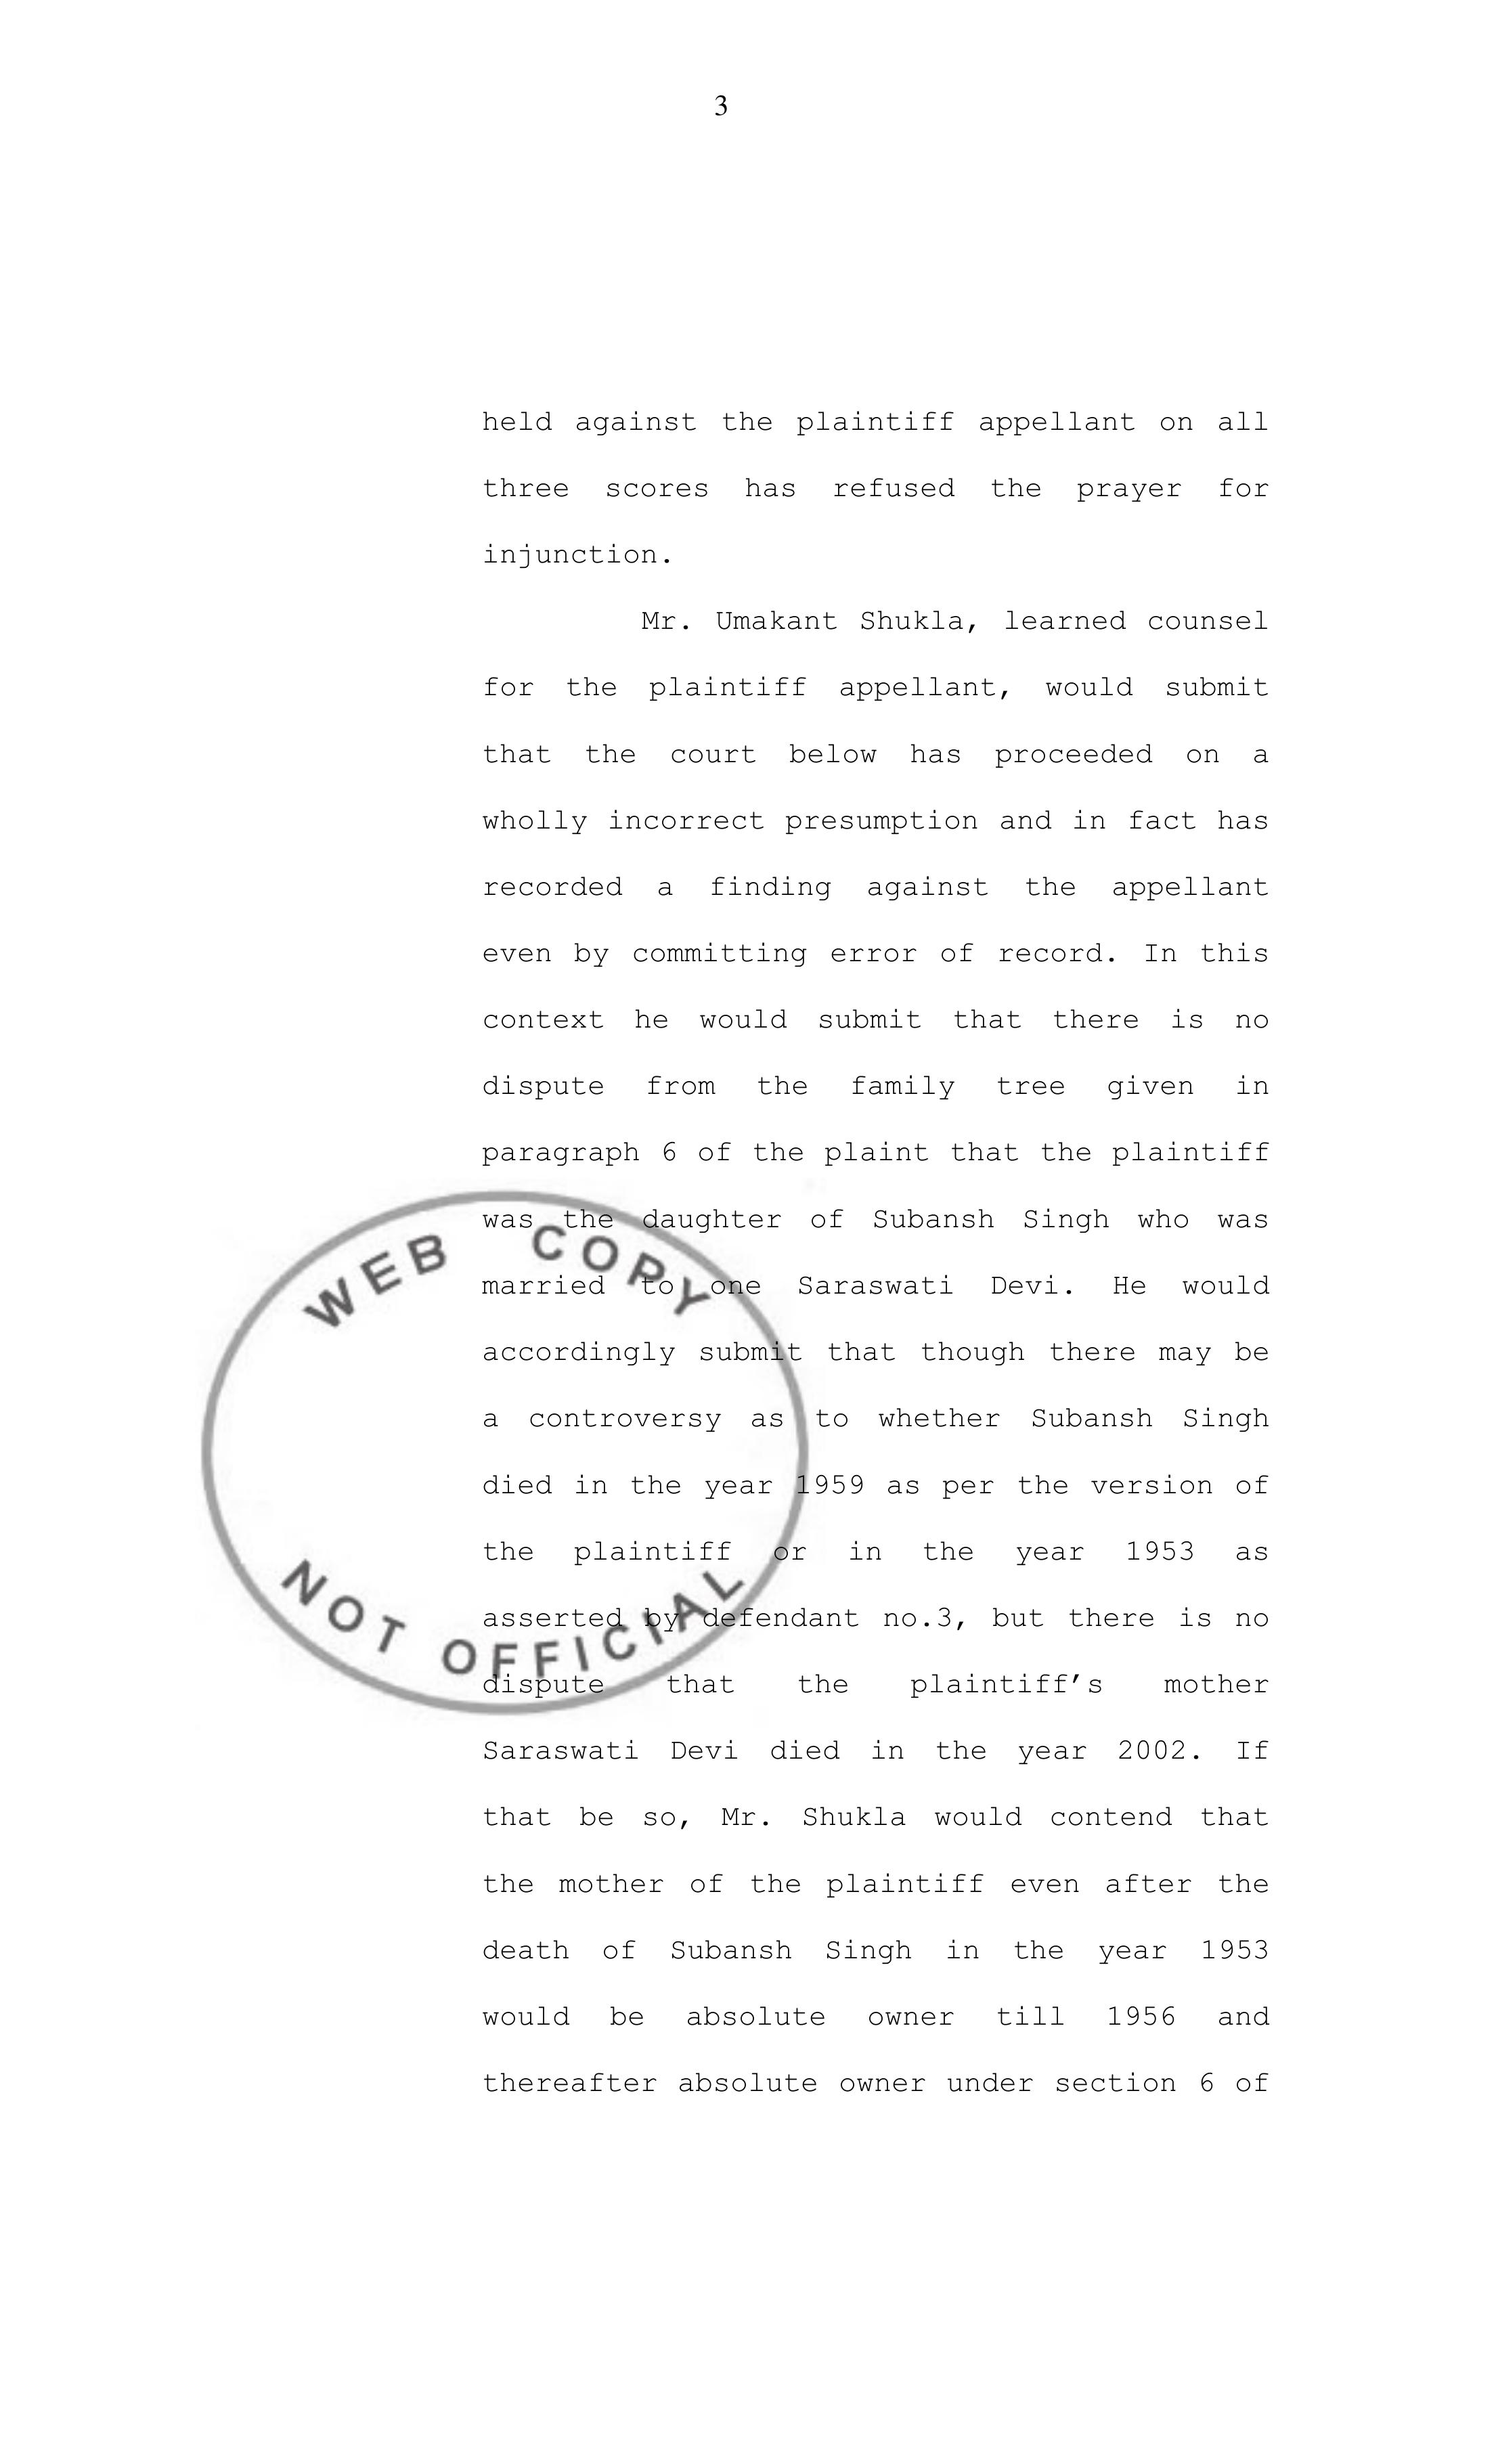 3
held against the plaintiff appellant on all
three scores has refused the prayer for
injunction.
Mr. Umakant Shukla, learned counsel
for the plaintiff appellant, would submit
that the court below has proceeded on a
wholly incorrect presumption and in fact has
recorded a finding against the appellant
even by committing error of record. In this
context he would submit that there is no
dispute from the family tree given in
paragraph 6 of the plaint that the plaintiff
was the daughter of Subansh Singh who was
married to one Saraswati Devi. He would
accordingly submit that though there may be
a controversy as to whether Subansh Singh
died in the year 1959 as per the version of
the plaintiff or in the year 1953 as
asserted by defendant no.3, but there is no
dispute that the plaintiff’s mother
Saraswati Devi died in the year 2002. If
that be so, Mr. Shukla would contend that
the mother of the plaintiff even after the
death of Subansh Singh in the year 1953
would be absolute owner till 1956 and
thereafter absolute owner under section 6 of
WEB COPY
NOT OFFICIAL